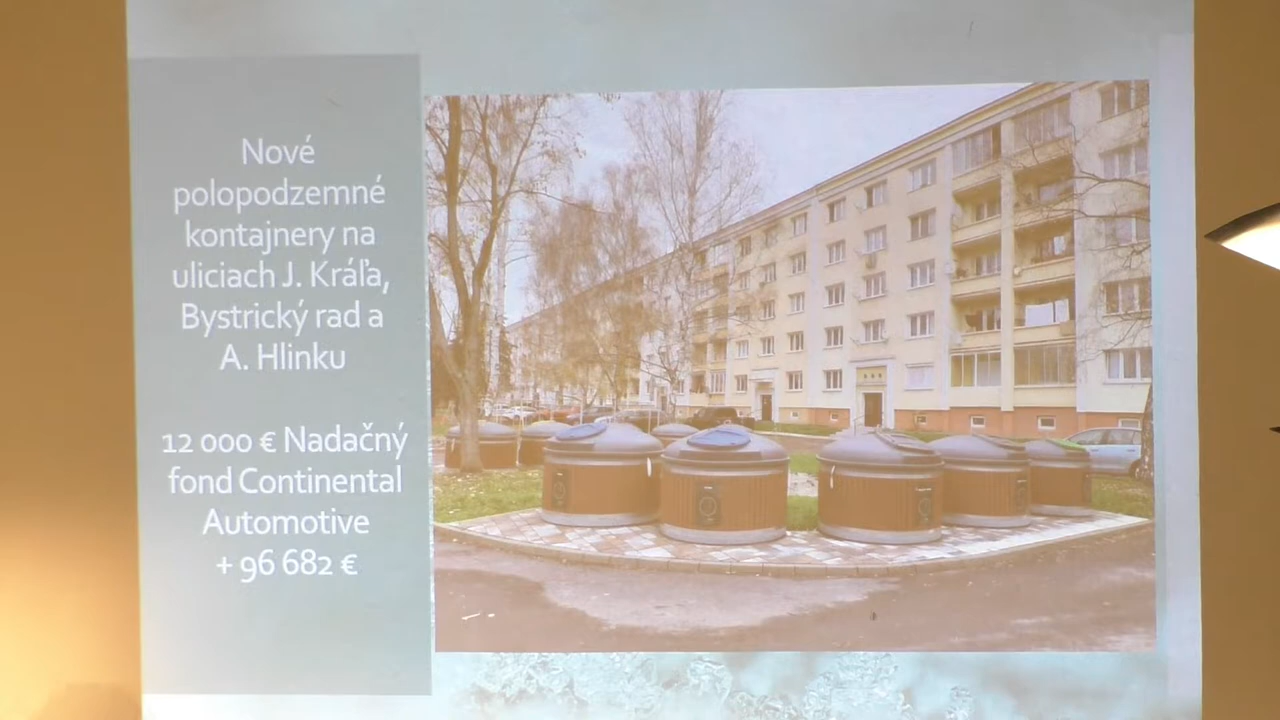 Nové
polopodzemné
kontajnery na
uliciach J. Kráľa,
Bystrický rad a
A. Hlinku
12 000 € Nadačný
fond Continental
Automotive
+ 96 682 €